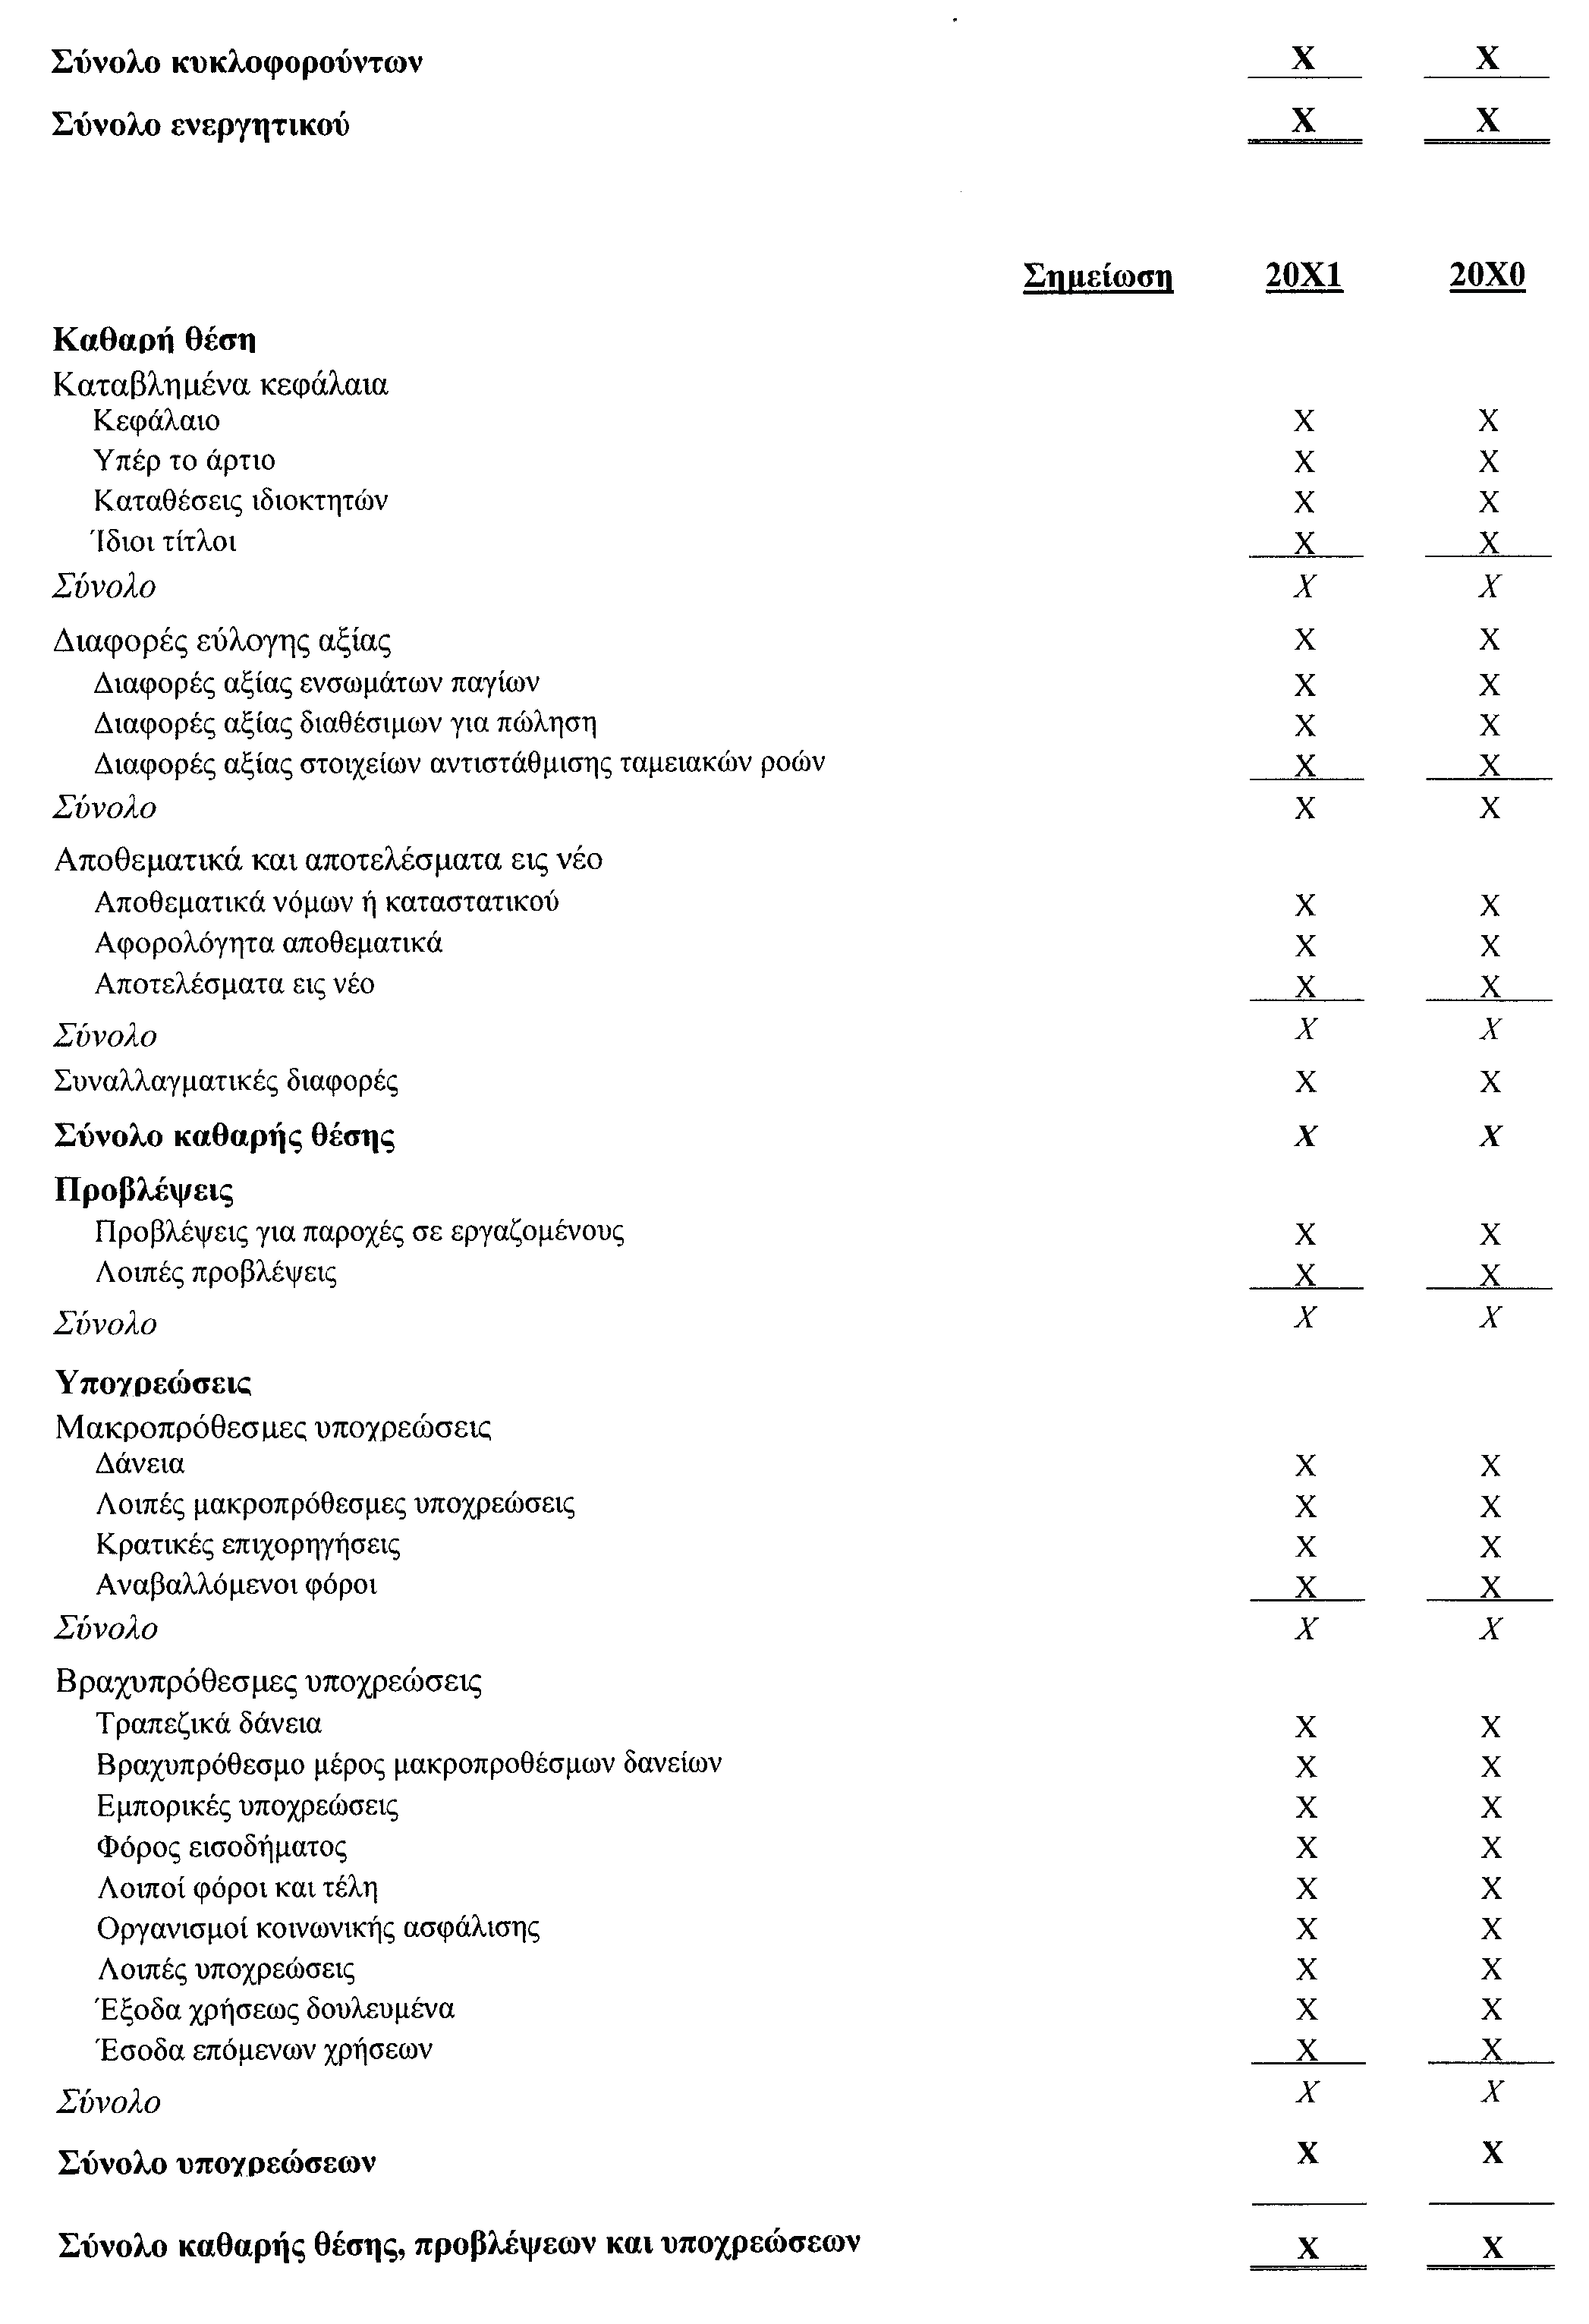 Σύνολο κυκλοφορούντων Χ Χ
Σύνολο ενεργητικού Χ Χ
Σημείωση 20Χ1 20Χ0
Καθαρή θέση
Καταβλημένα κεφάλαια
Κεφάλαιο Χ Χ
Υπέρ το άρτιο Χ Χ
Καταθέσεις ιδιοκτητών Χ Χ
Ίδιοι τίτλοι Χ Χ
Σύνολο Χ Χ
Διαφορές εύλογης αξίας Χ Χ
Διαφορές αξίας ενσωμάτων παγίων Χ Χ
Διαφορές αξίας διαθέσιμων για πώληση Χ Χ
Διαφορές αξίας στοιχείων αντιστάθμισης ταμειακών ροών Χ Χ
Σύνολο Χ Χ
Αποθεματικά και αποτελέσματα εις νέο
Αποθεματικά νόμων ή καταστατικού Χ Χ
Αφορολόγητα αποθεματικά Χ Χ
Αποτελέσματα εις νέο Χ Χ
Σύνολο Χ Χ
Συναλλαγματικές διαφορές Χ Χ
Σύνολο καθαρής θέσης Χ Χ
Προβλέψεις
Προβλέψεις για παροχές σε εργαζομένους Χ Χ
Λοιπές προβλέψεις Χ Χ
Σύνολο Χ Χ
Υποχρεώσεις
Μακροπρόθεσμες υποχρεώσεις
Δάνεια Χ Χ
Λοιπές μακροπρόθεσμες υποχρεώσεις Χ Χ
Κρατικές επιχορηγήσεις Χ Χ
Αναβαλλόμενοι φόροι Χ Χ
Σύνολο Χ Χ
Βραχυπρόθεσμες υποχρεώσεις
Τραπεζικά δάνεια Χ Χ
Βραχυπρόθεσμο μέρος μακροπροθέσμων δανείων Χ Χ
Εμπορικές υποχρεώσεις Χ Χ
Φόρος εισοδήματος Χ Χ
Λοιποί φόροι και τέλη Χ Χ
Οργανισμοί κοινωνικής ασφάλισης Χ Χ
Λοιπές υποχρεώσεις Χ Χ
Έξοδα χρήσεως δουλευμένα Χ Χ
Έσοδα επόμενων χρήσεων Χ Χ
Σύνολο Χ Χ
Σύνολο υποχρεώσεων Χ Χ
Σύνολο καθαρής θέσης, προβλέψεων και υποχρεώσεων Χ Χ